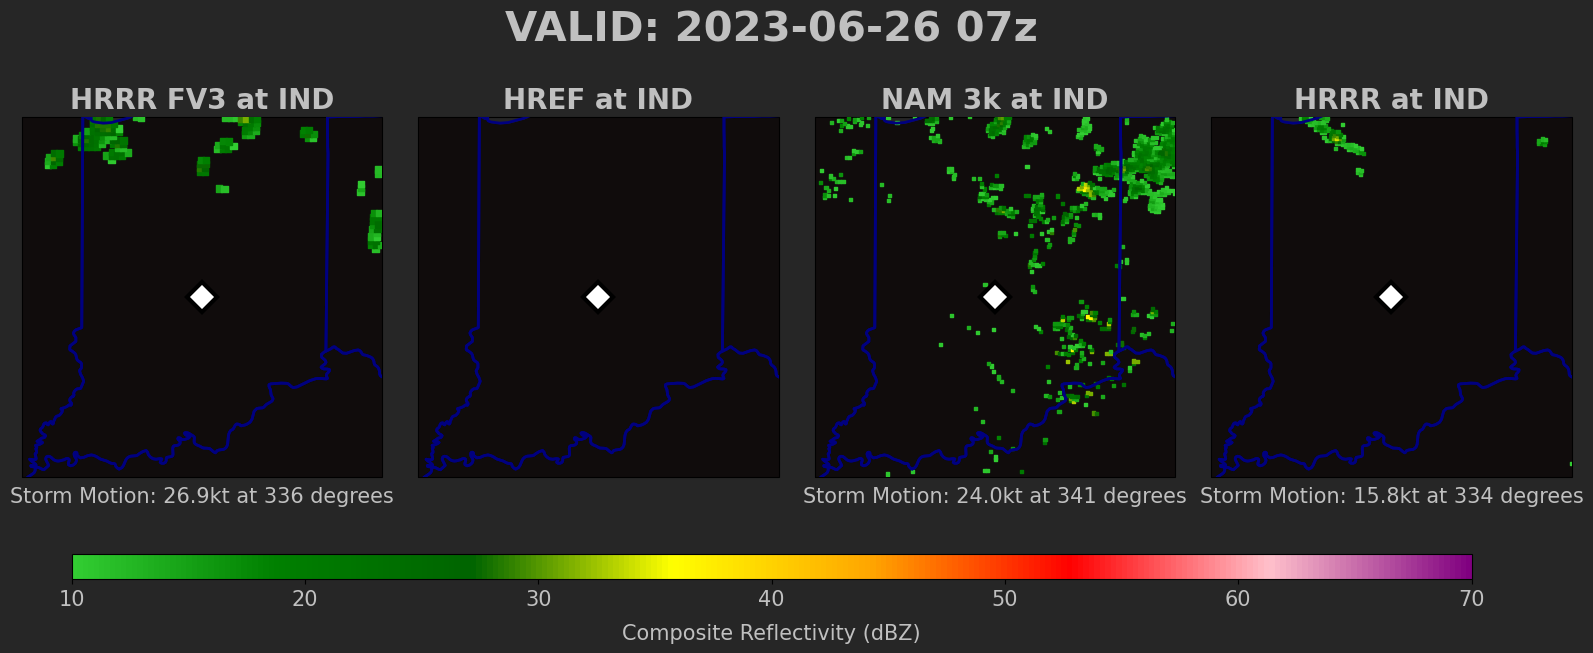 VALID: 2023-06-26 07z
HRRR FV3 at IND
HREF at IND
NAM 3k at IND
HRRR at IND
Storm Motion: 26.9kt at 336 degrees
Storm Motion: 24.0kt at 341 degrees
Storm Motion: 15.8kt at 334 degrees
10 20 30 40 50 60 70
Composite Reflectivity (dBZ)